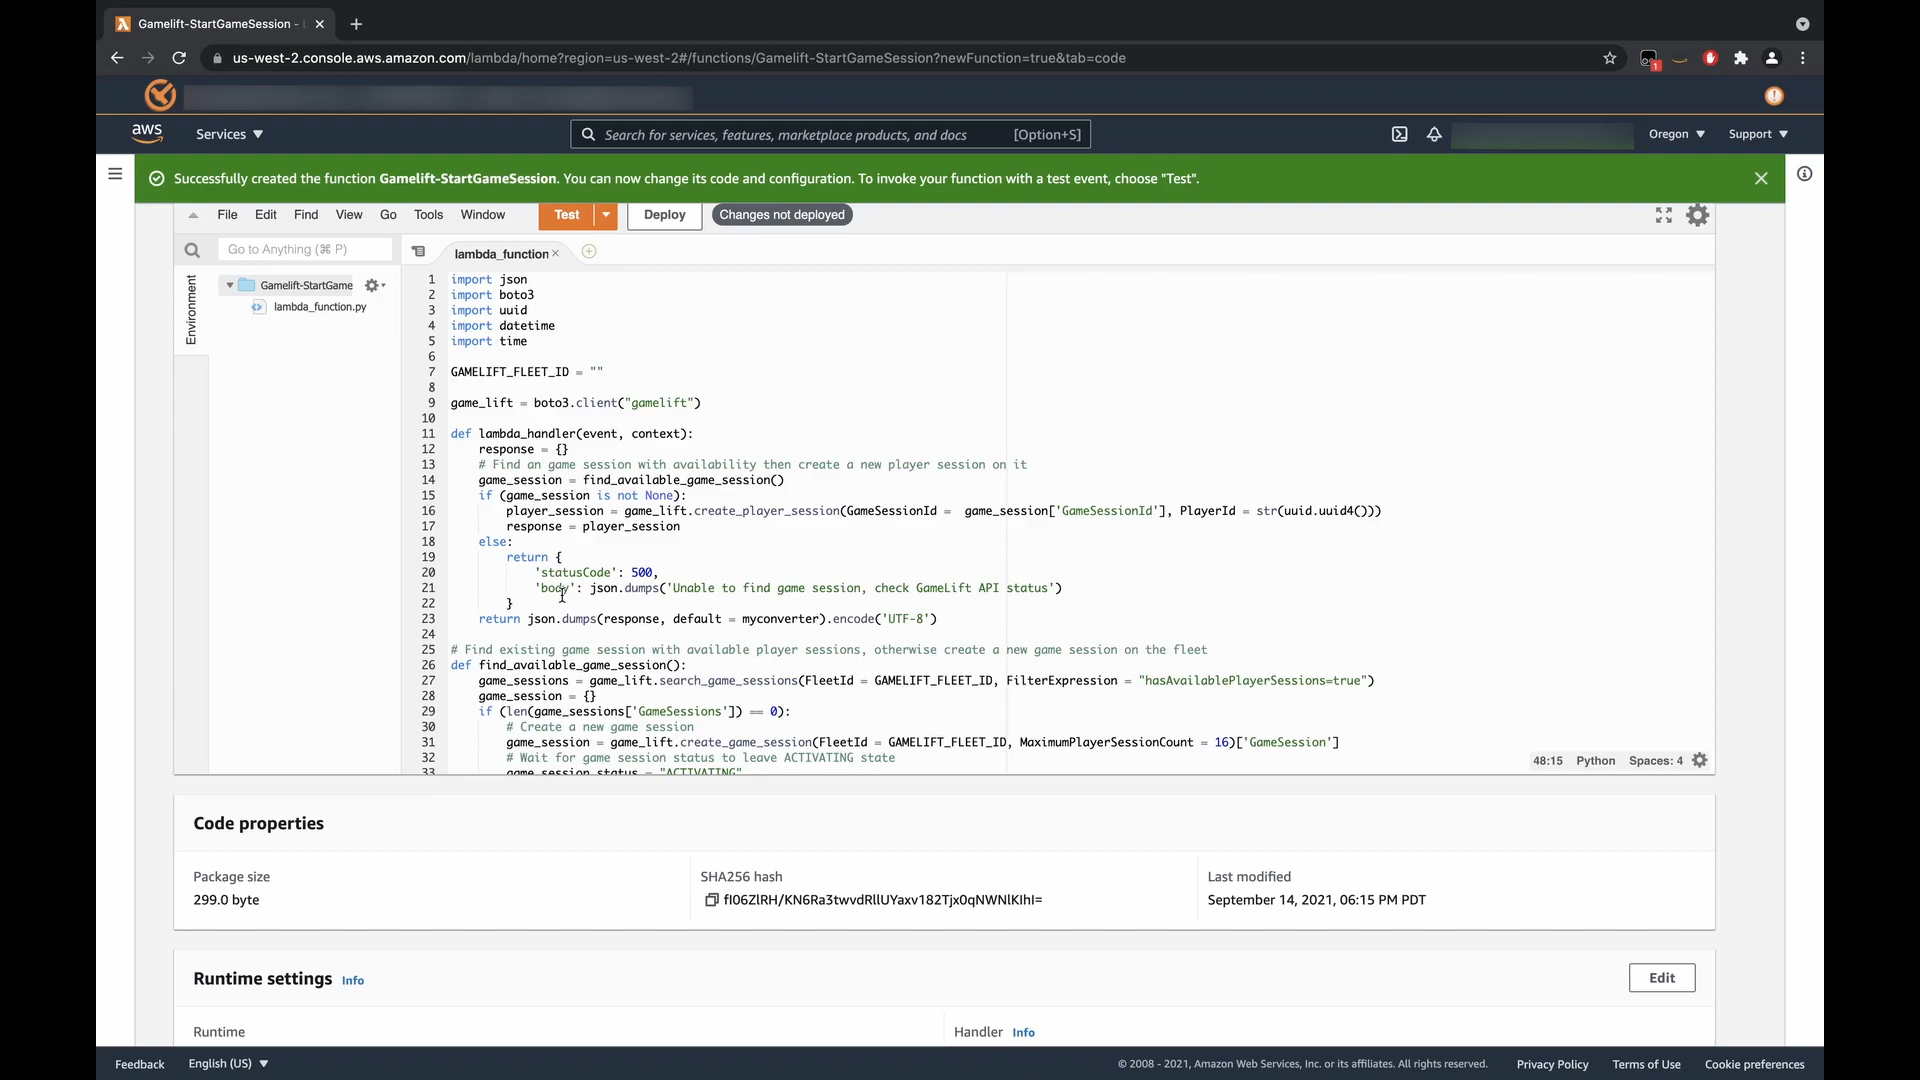 Gamelift-StartGameSession -
us-west-2.console.aws.amazon.com/lambda/home?region=us-west-2#/functions/Gamelift-StartGameSession?newFunction=true&tab=code
1
aws
Services
Search for services, features, marketplace products, and docs [Option+S]
Oregon
Support
Successfully created the function Gamelift-StartGameSession. You can now change its code and configuration. To invoke your function with a test event, choose "Test".
File Edit Find View Go Tools Window Test Deploy Changes not deployed
Go to Anything (⌘ P)
lambda_function
Environment
Gamelift-StartGame
lambda_function.py
1 import json
2 import boto3
3 import uuid
4 import datetime
5 import time
6
7 GAMELIFT_FLEET_ID = ""
8
9 game_lift = boto3.client("gamelift")
10
11 def lambda_handler(event, context):
12 response = {}
13 # Find an game session with availability then create a new player session on it
14 game_session = find_available_game_session()
15 if (game_session is not None):
16 player_session = game_lift.create_player_session(GameSessionId = game_session['GameSessionId'], PlayerId = str(uuid.uuid4()))
17 response = player_session
18 else:
19 return {
20 'statusCode': 500,
21 'body': json.dumps('Unable to find game session, check GameLift API status')
22 }
23 return json.dumps(response, default = myconverter).encode('UTF-8')
24
25 # Find existing game session with available player sessions, otherwise create a new game session on the fleet
26 def find_available_game_session():
27 game_sessions = game_lift.search_game_sessions(FleetId = GAMELIFT_FLEET_ID, FilterExpression = "hasAvailablePlayerSessions=true")
28 game_session = {}
29 if (len(game_sessions['GameSessions']) == 0):
30 # Create a new game session
31 game_session = game_lift.create_game_session(FleetId = GAMELIFT_FLEET_ID, MaximumPlayerSessionCount = 16)['GameSession']
32 # Wait for game session status to leave ACTIVATING state
33 game_session_status = "ACTIVATING"
48:15 Python Spaces: 4
Code properties
Package size
299.0 byte
SHA256 hash
Last modified
September 14, 2021, 06:15 PM PDT
Runtime settings Info
Edit
Runtime
Handler Info
Feedback English (US)
© 2008 - 2021, Amazon Web Services, Inc. or its affiliates. All rights reserved. Privacy Policy Terms of Use Cookie preferences